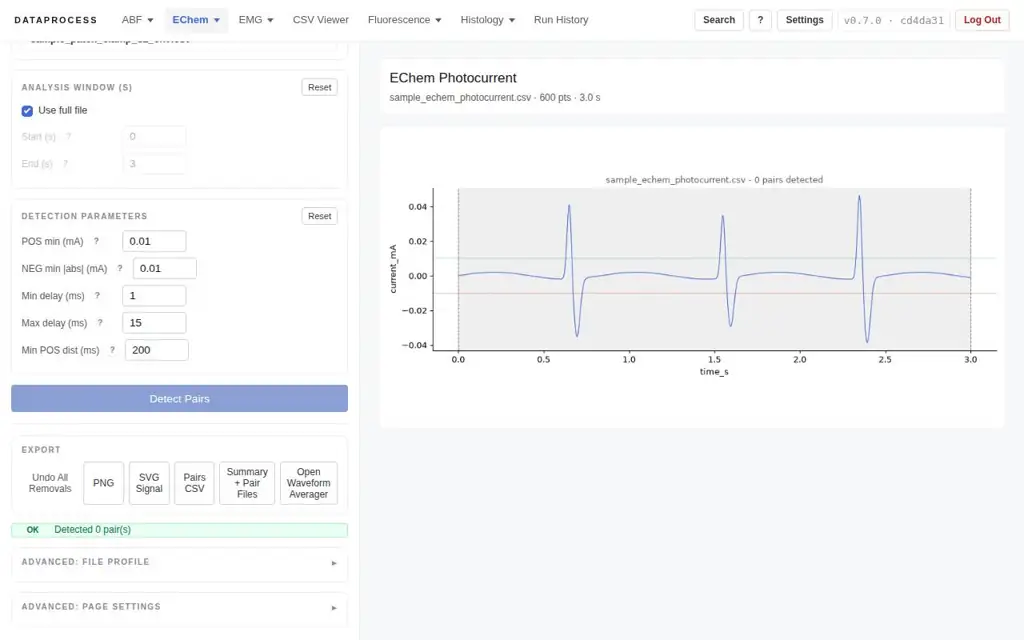 DATAPROCESS
ABF ▾ EChem ▾ EMG ▾ CSV Viewer Fluorescence ▾ Histology ▾ Run History
Search ? Settings v0.7.0 · cd4da31 Log Out
ANALYSIS WINDOW (S) Reset
Use full file
Start (s) ? 0
End (s) ? 3
DETECTION PARAMETERS Reset
POS min (mA) ? 0.01
NEG min |abs| (mA) ? 0.01
Min delay (ms) ? 1
Max delay (ms) ? 15
Min POS dist (ms) ? 200
Detect Pairs
EXPORT
Undo All
Removals
PNG
SVG
Signal
Pairs
CSV
Summary
+ Pair
Files
Open
Waveform
Averager
OK Detected 0 pair(s)
ADVANCED: FILE PROFILE ▸
ADVANCED: PAGE SETTINGS ▸
EChem Photocurrent
sample_echem_photocurrent.csv · 600 pts · 3.0 s
sample_echem_photocurrent.csv - 0 pairs detected
current_mA
0.04
0.02
0.00
−0.02
−0.04
0.0 0.5 1.0 1.5 2.0 2.5 3.0
time_s